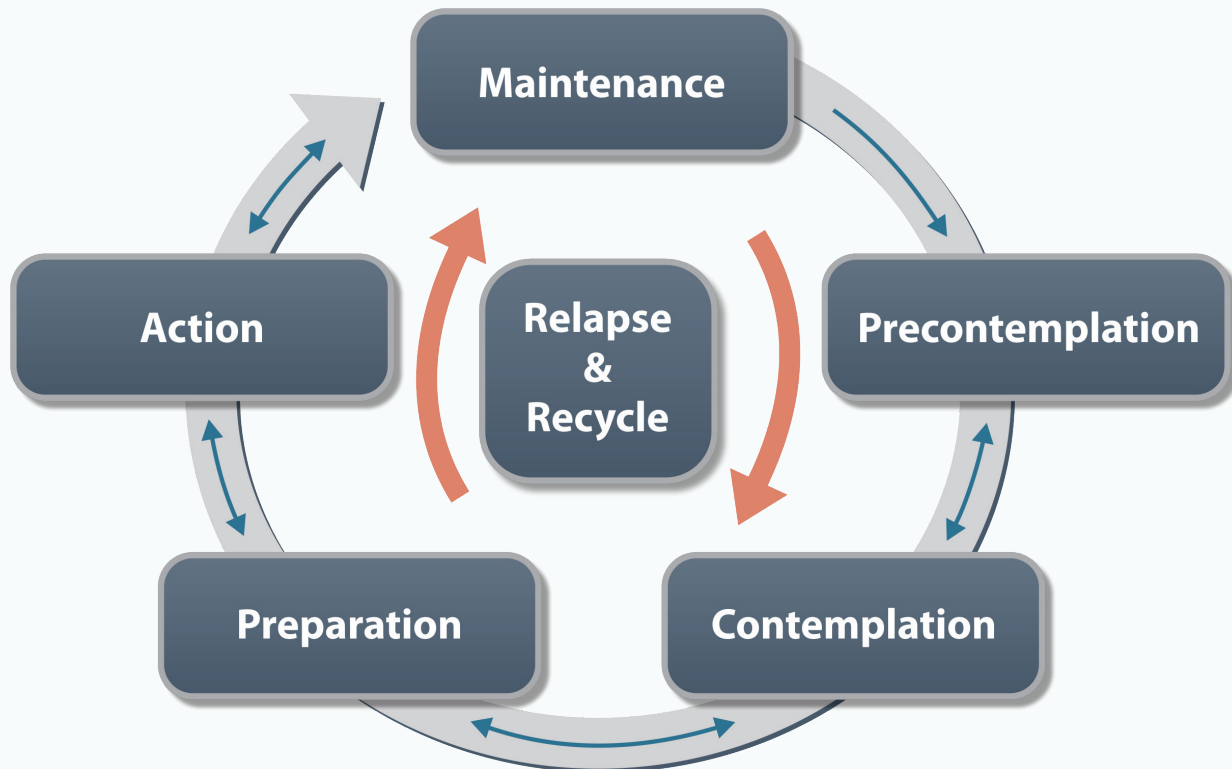 Maintenance
Action
Relapse
&
Recycle
Precontemplation
Preparation
Contemplation